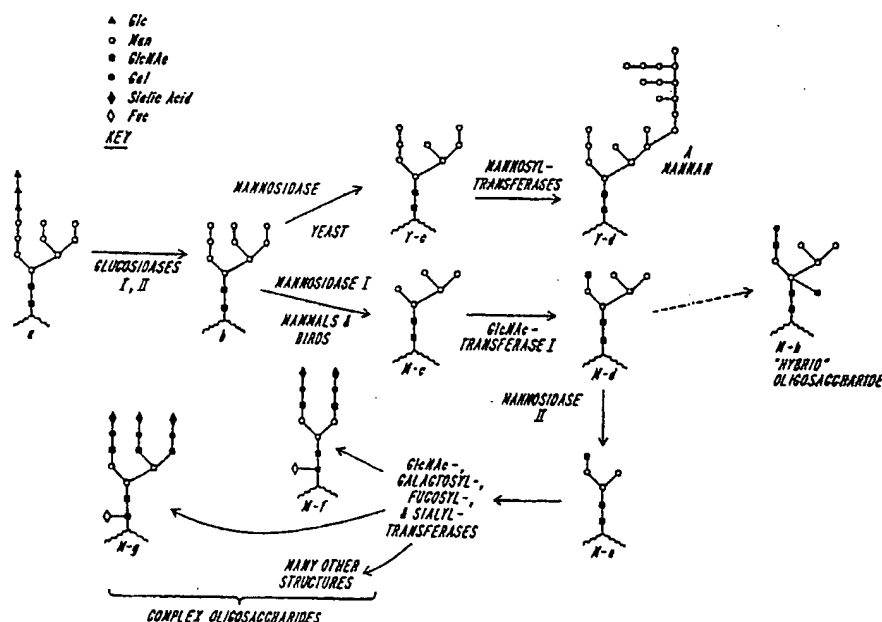 Glc
Man
GlcNAc
Gal
Sialic Acid
Fuc
KEY
MANNOSIDASE
YEAST
Y-c
MANNOSYL-
TRANSFERASES
Y-d
A
MANNAN
a
GLUCOSIDASES
I, II
b
MANNOSIDASE I
MAMMALS &
BIRDS
M-c
GlcNAc-
TRANSFERASE I
M-d
M-h
"HYBRID"
OLIGOSACCHARIDE
MANNOSIDASE
II
M-e
GlcNAc-,
GALACTOSYL-,
FUCOSYL-,
& SIALYL-
TRANSFERASES
M-f
M-g
MANY OTHER
STRUCTURES
COMPLEX OLIGOSACCHARIDES